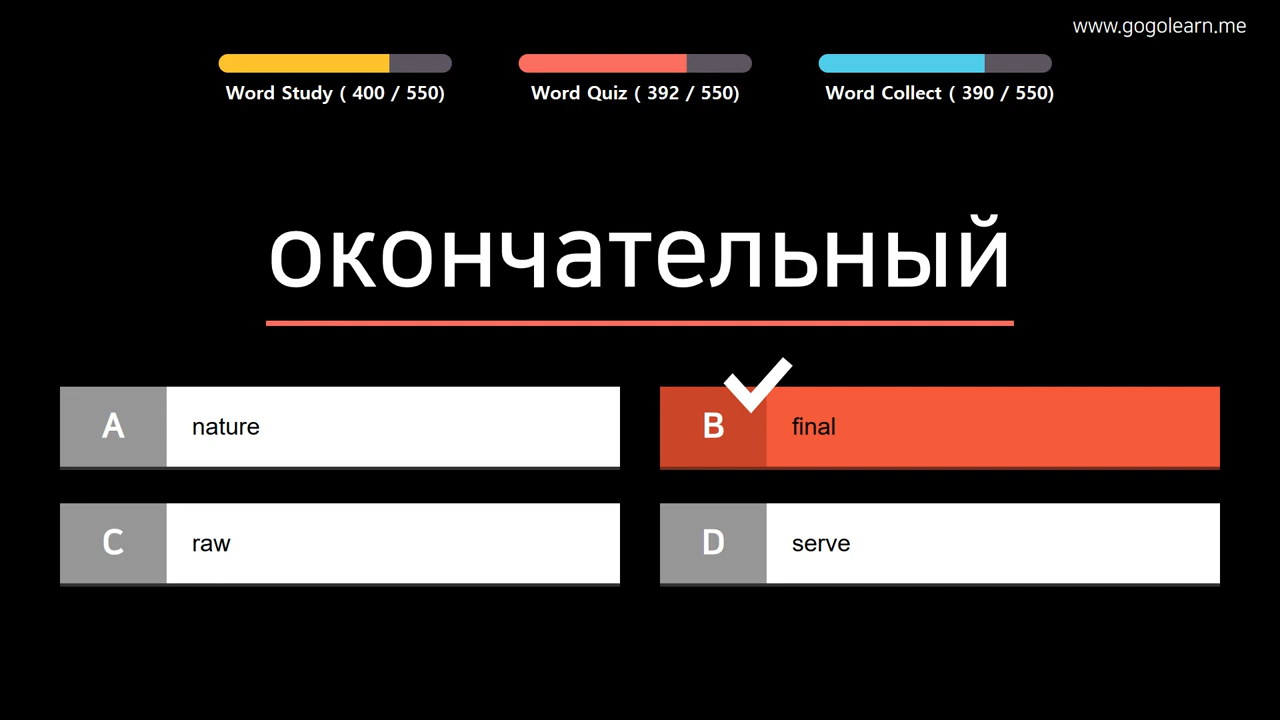 www.gogolearn.me
Word Study ( 400 / 550)
Word Quiz ( 392 / 550)
Word Collect ( 390 / 550)
окончательный
A nature
B final
C raw
D serve